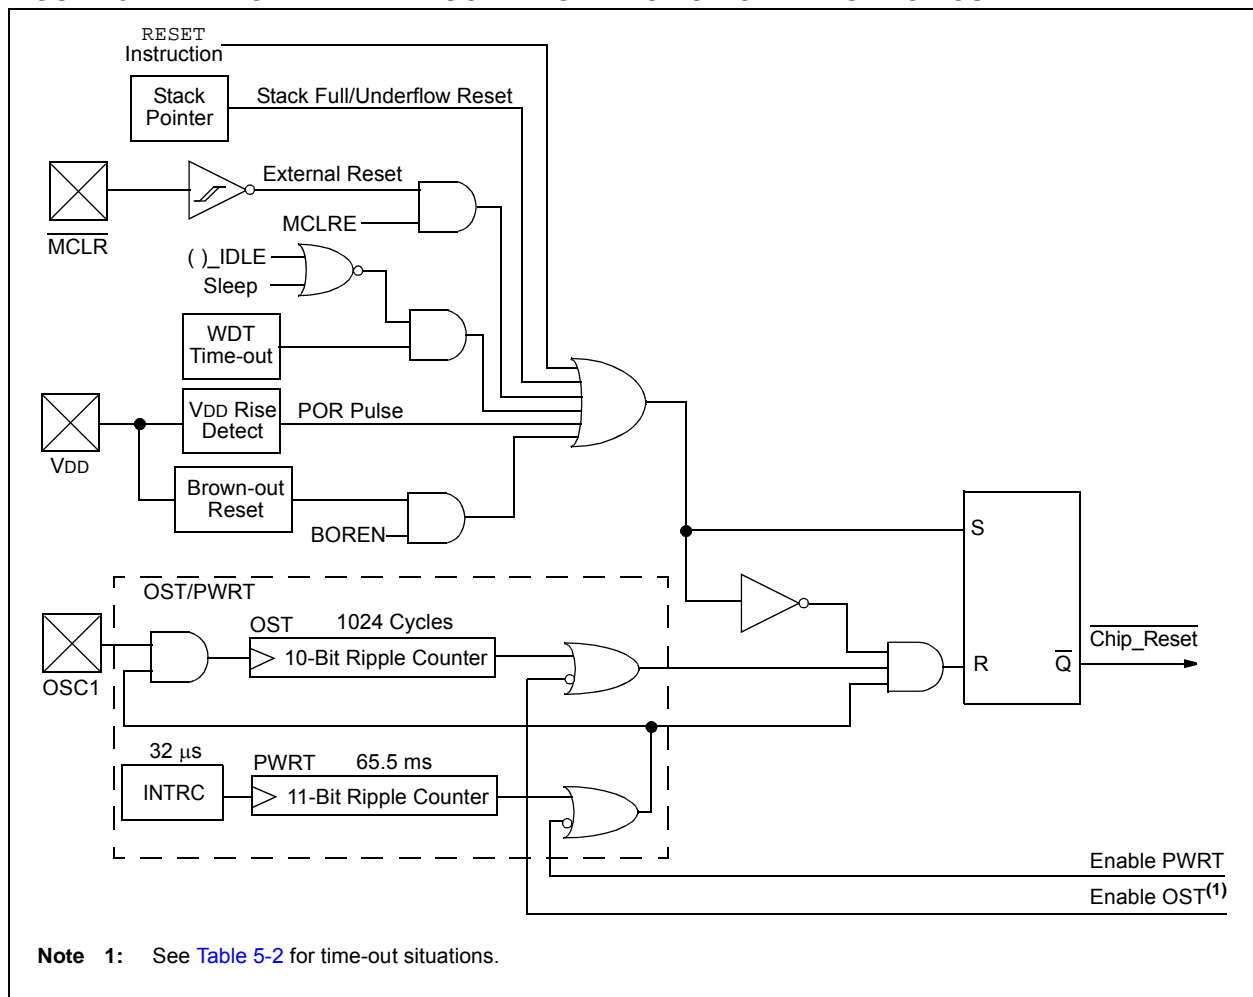 RESET
Instruction
Stack
Pointer
Stack Full/Underflow Reset
External Reset
MCLR
MCLRE
( )_IDLE
Sleep
WDT
Time-out
VDD Rise
Detect
POR Pulse
VDD
Brown-out
Reset
BOREN
S
OST/PWRT
OST
1024 Cycles
10-Bit Ripple Counter
OSC1
R
Q
Chip_Reset
32 µs
INTRC
PWRT
65.5 ms
11-Bit Ripple Counter
Enable PWRT
Enable OST(1)
Note 1: See Table 5-2 for time-out situations.